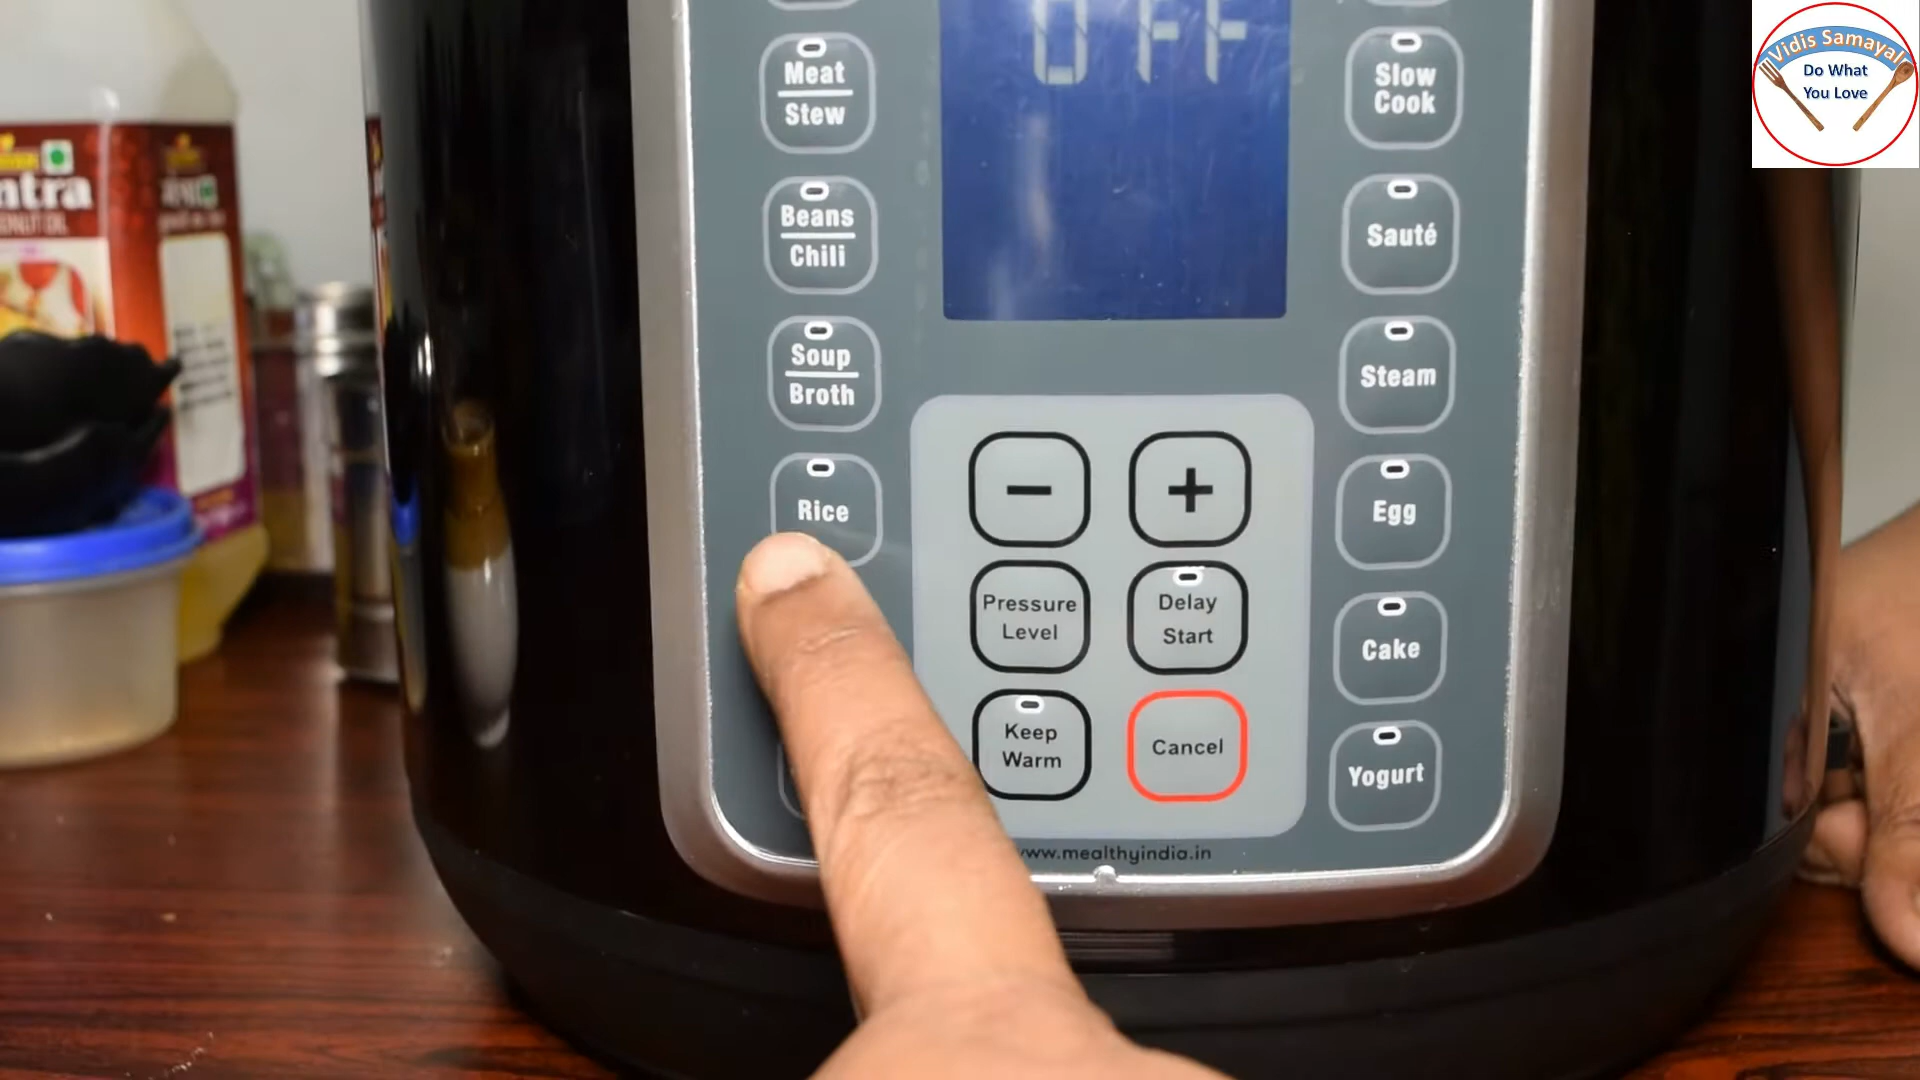 OFF
Meat
Stew
Beans
Chili
Soup
Broth
Rice
Slow
Cook
Sauté
Steam
Egg
Cake
Yogurt
Pressure
Level
Delay
Start
Keep
Warm
Cancel
www.mealthyindia.in
Vidis Samayal
Do What
You Love